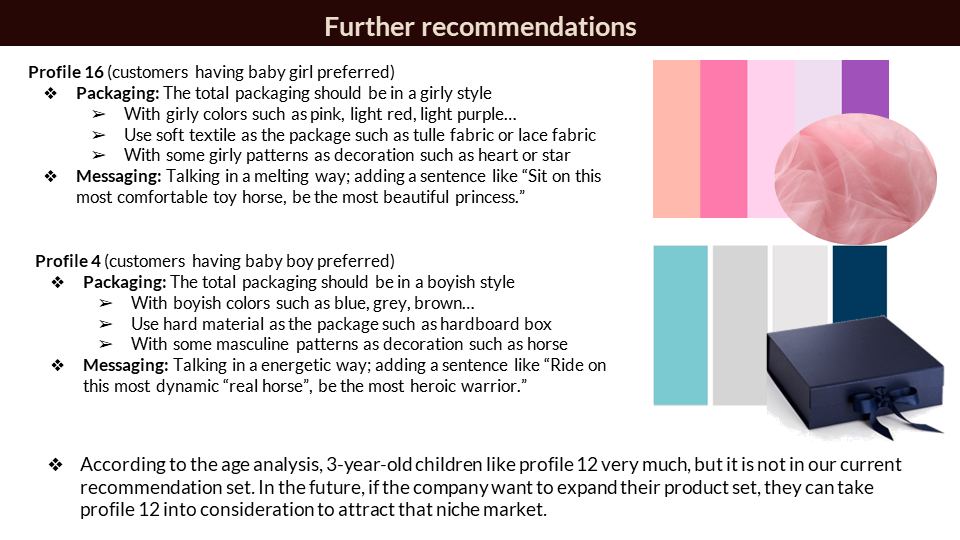 Further recommendations
Profile 16 (customers having baby girl preferred)
❖ Packaging: The total packaging should be in a girly style
➢ With girly colors such as pink, light red, light purple...
➢ Use soft textile as the package such as tulle fabric or lace fabric
➢ With some girly patterns as decoration such as heart or star
❖ Messaging: Talking in a melting way; adding a sentence like “Sit on this
most comfortable toy horse, be the most beautiful princess.”
Profile 4 (customers having baby boy preferred)
❖ Packaging: The total packaging should be in a boyish style
➢ With boyish colors such as blue, grey, brown...
➢ Use hard material as the package such as hardboard box
➢ With some masculine patterns as decoration such as horse
❖ Messaging: Talking in a energetic way; adding a sentence like “Ride on
this most dynamic “real horse”, be the most heroic warrior.”
❖ According to the age analysis, 3-year-old children like profile 12 very much, but it is not in our current
recommendation set. In the future, if the company want to expand their product set, they can take
profile 12 into consideration to attract that niche market.